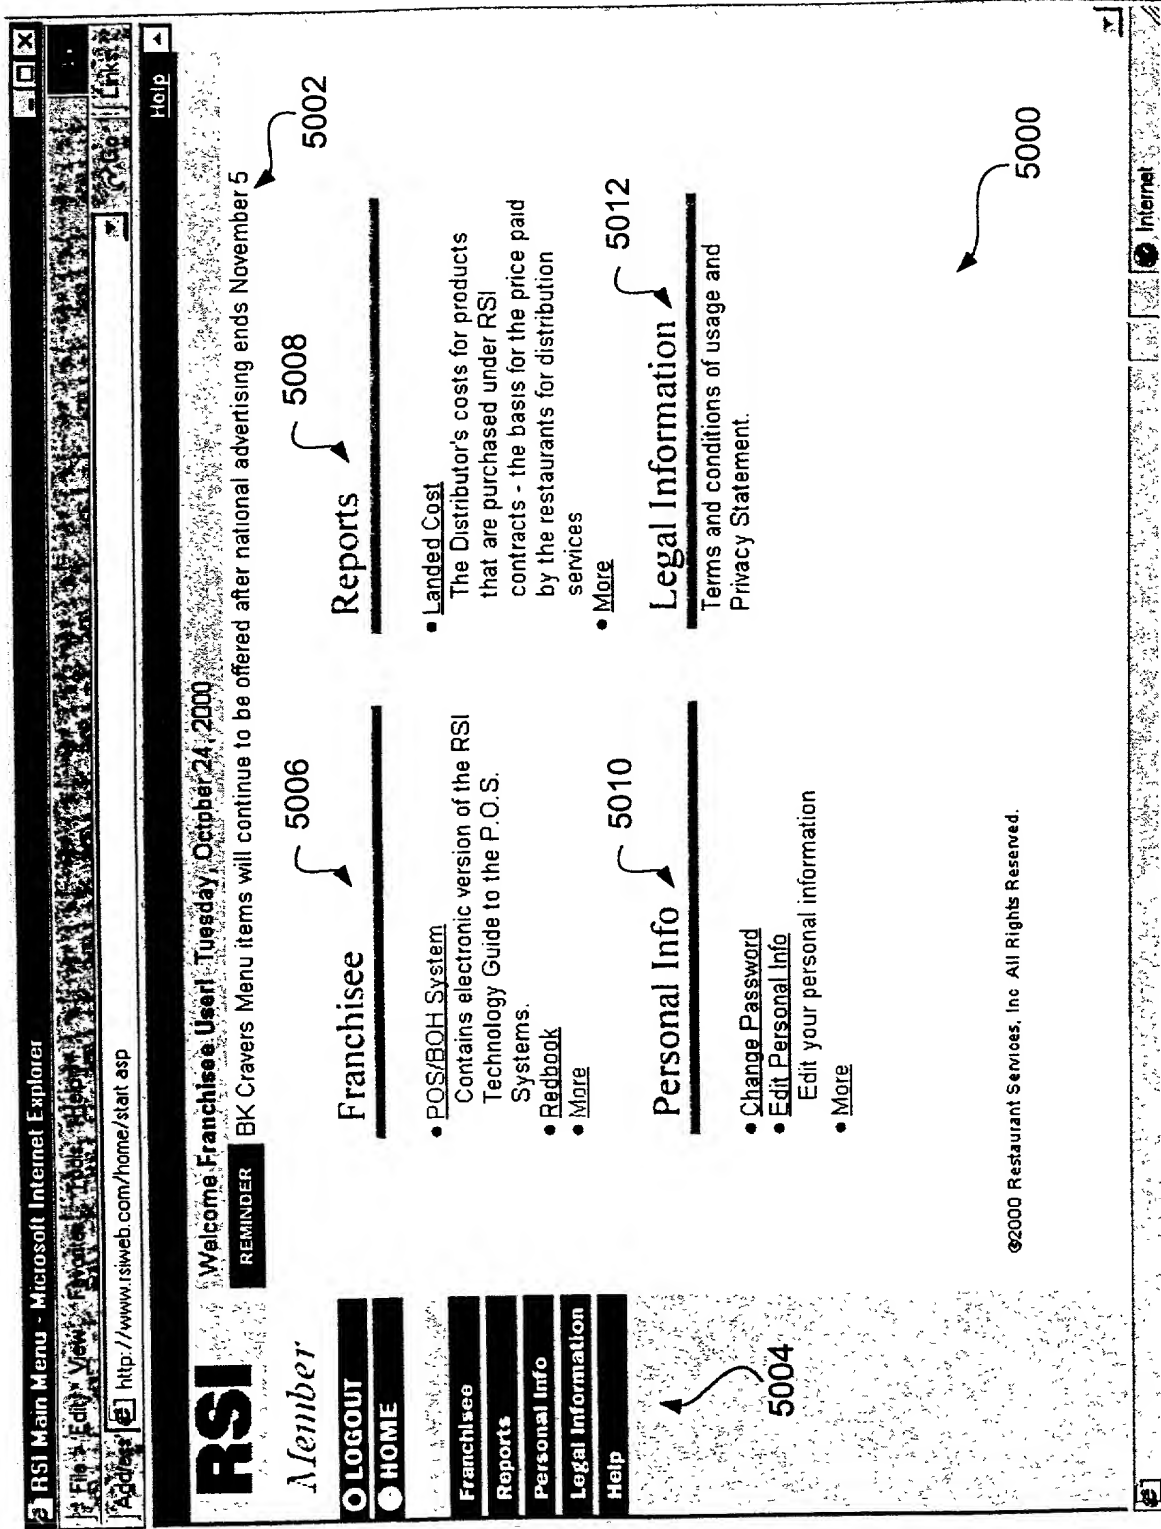 RSI Main Menu - Microsoft Internet Explorer
File Edit View Favorites Tools Help
Address http://www.rsiweb.com/home/start asp Go Links »
Help
RSI
Welcome Franchisee User! Tuesday, October 24, 2000
REMINDER BK Cravers Menu items will continue to be offered after national advertising ends November 5
5002
Member
LOGOUT
HOME
Franchisee
Reports
Personal Info
Legal Information
Help
5004
Franchisee
5006
• POS/BOH System
Contains electronic version of the RSI
Technology Guide to the P.O.S.
Systems.
• Redbook
• More
Reports
5008
• Landed Cost
The Distributor's costs for products
that are purchased under RSI
contracts - the basis for the price paid
by the restaurants for distribution
services
• More
Personal Info
5010
• Change Password
• Edit Personal Info
Edit your personal information
• More
Legal Information
5012
Terms and conditions of usage and
Privacy Statement.
5000
©2000 Restaurant Services, Inc All Rights Reserved.
Internet